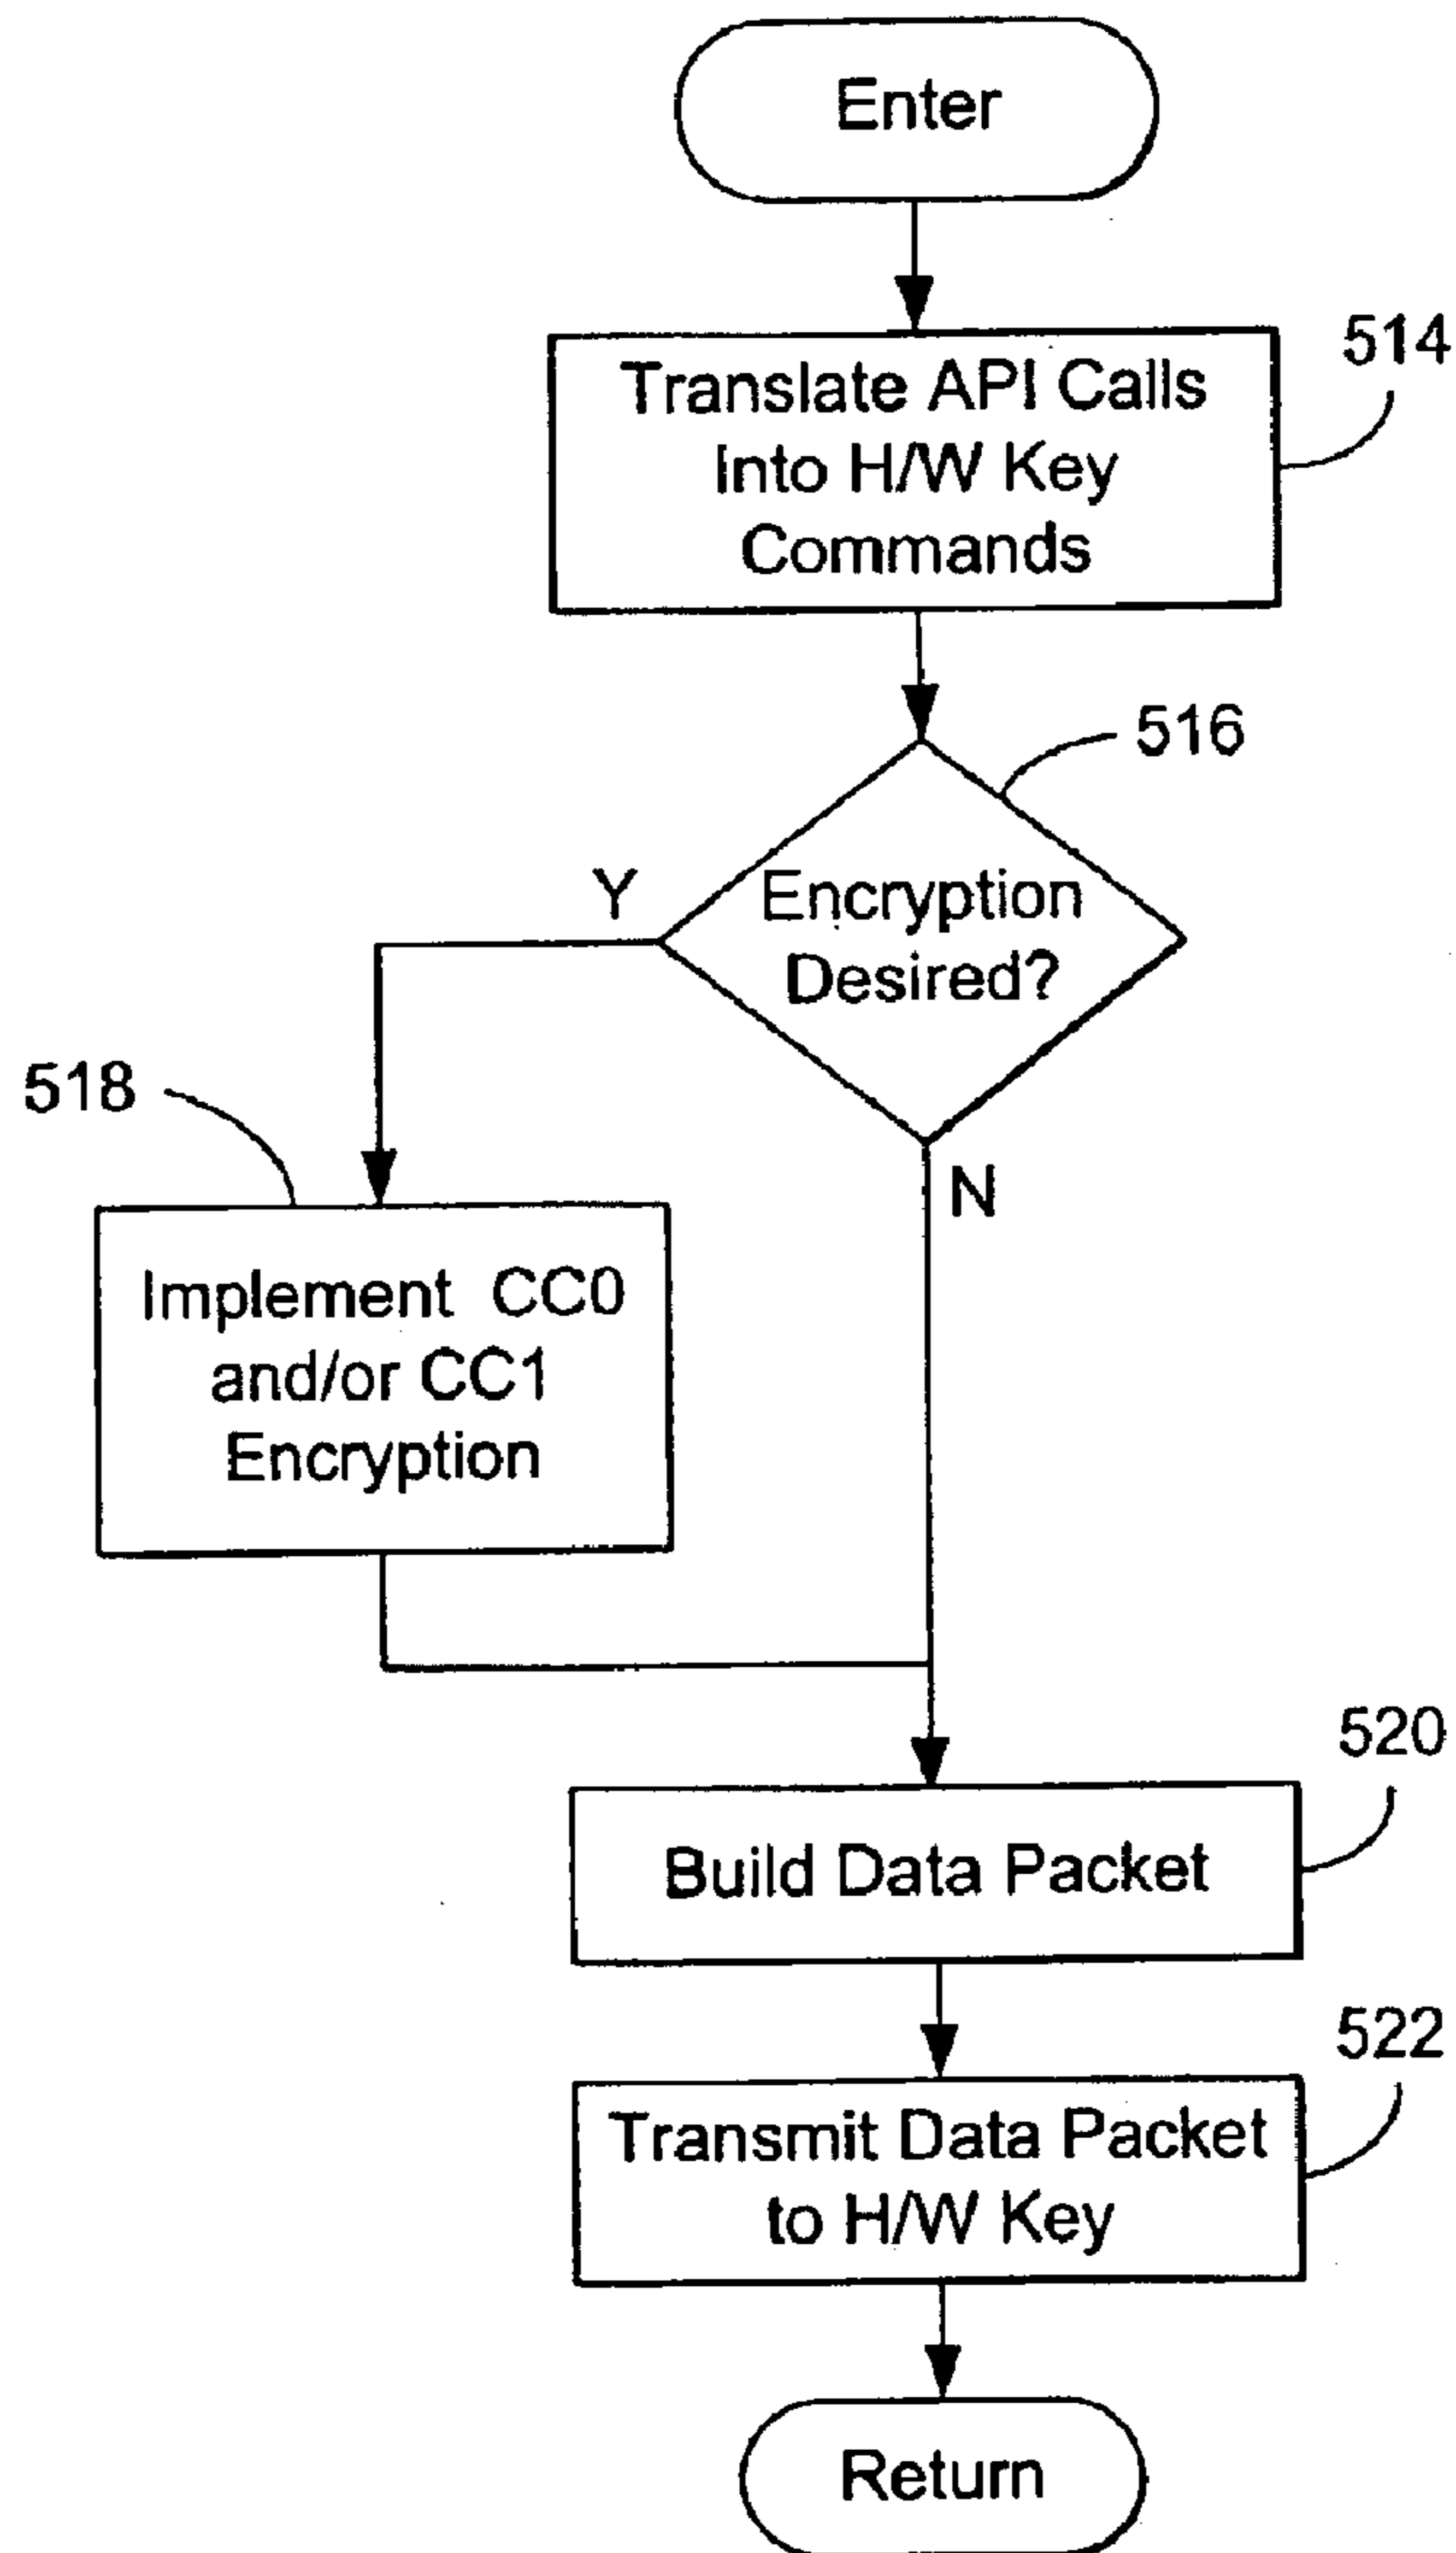 Enter
514
Translate API Calls
Into H/W Key
Commands
516
Encryption
Desired?
Y
N
518
Implement CC0
and/or CC1
Encryption
520
Build Data Packet
522
Transmit Data Packet
to H/W Key
Return